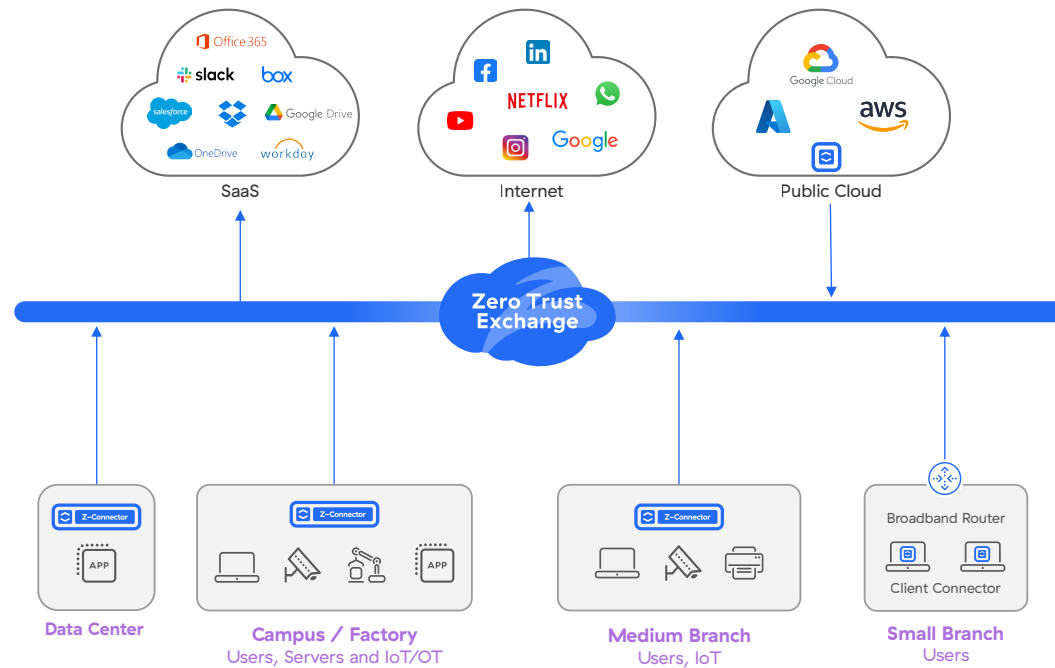 Office 365
slack
box
salesforce
Google Drive
OneDrive
workday.
SaaS
in
f
NETFLIX
Google
Internet
Google Cloud
aws
Public Cloud
Zero Trust
Exchange
Z-Connector
APP
Data Center
Z-Connector
APP
Campus / Factory
Users, Servers and IoT/OT
Z-Connector
Medium Branch
Users, IoT
Broadband Router
Client Connector
Small Branch
Users